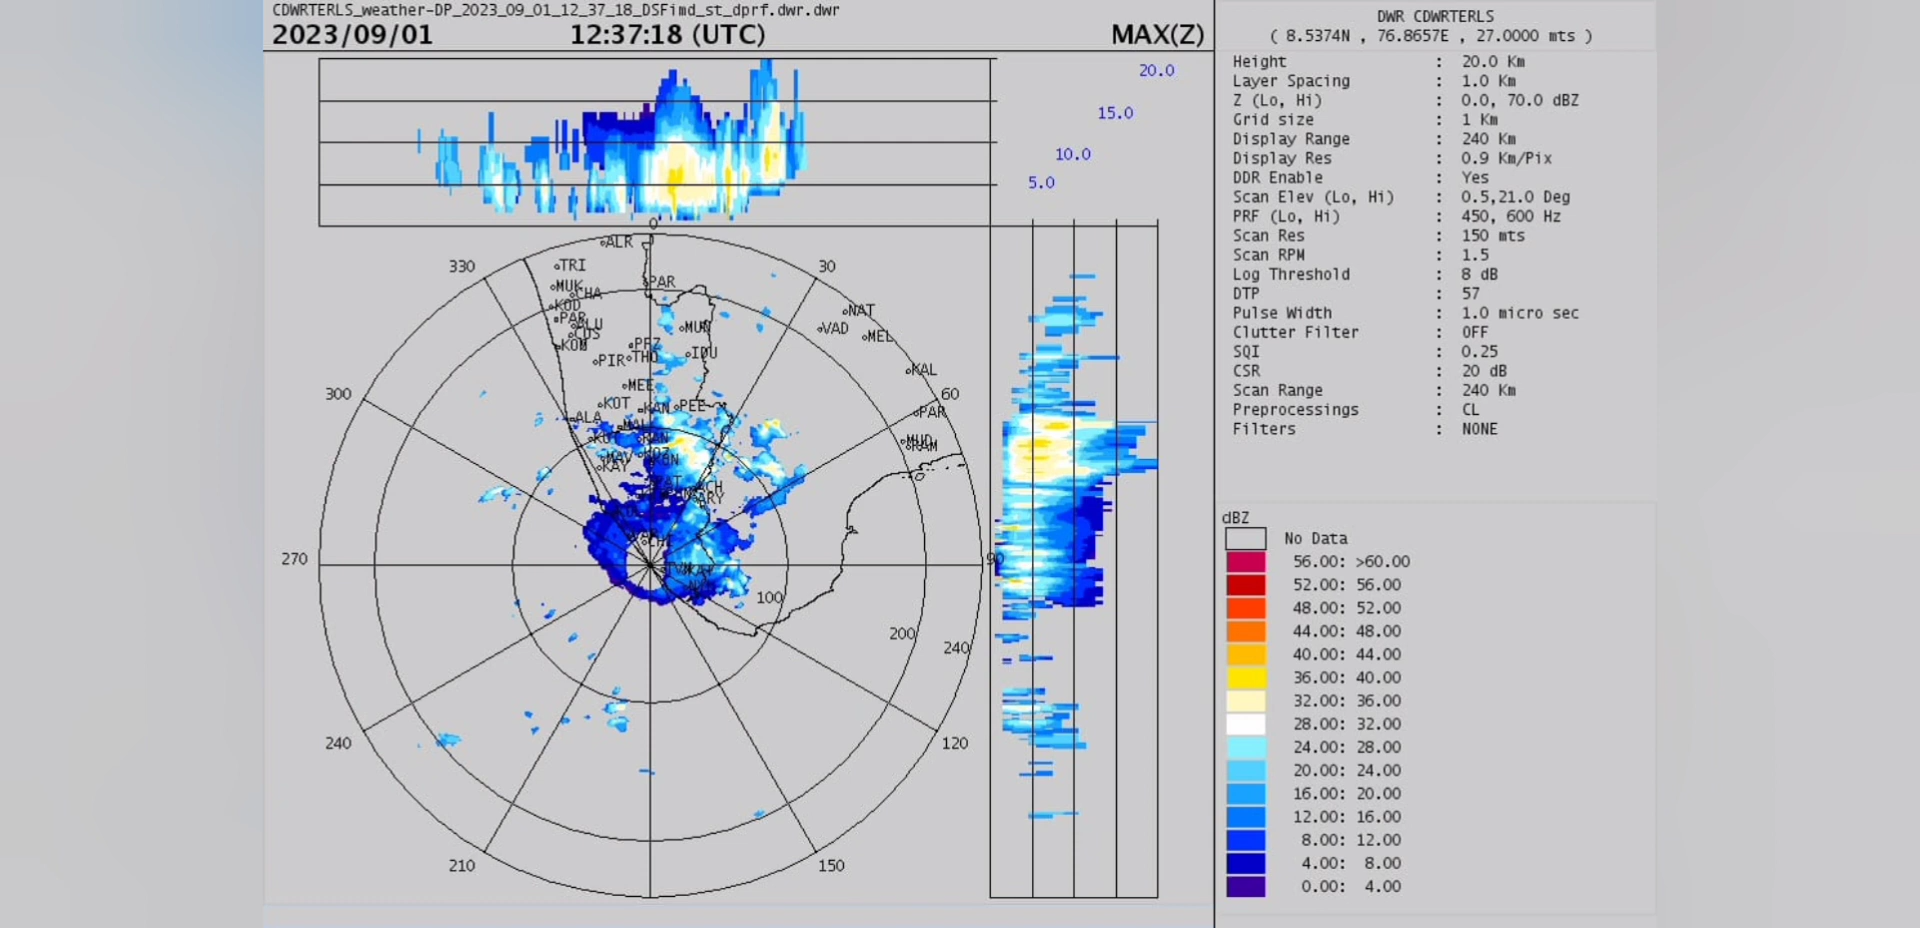 CDWRTERLS_weather-DP_2023_09_01_12_37_18_DSFimd_st_dprf.dwr.dwr
2023/09/01 12:37:18 (UTC) MAX(Z)
20.0
15.0
10.0
5.0
0
ALR
330
TRI
30
PAR
MUK
CHA
KOD
NAT
PAR
MUN
VAD
MEL
KOM
PIR
THO
IDU
KAL
MEE
300
60
KOT
KAN
PEE
PAR
ALA
MUD
RAM
MAV
KAY
ARY
270
90
100
200
240
240
120
210
150
DWR CDWRTERLS
( 8.5374N , 76.8657E , 27.0000 mts )
Height : 20.0 Km
Layer Spacing : 1.0 Km
Z (Lo, Hi) : 0.0, 70.0 dBZ
Grid size : 1 Km
Display Range : 240 Km
Display Res : 0.9 Km/Pix
DDR Enable : Yes
Scan Elev (Lo, Hi) : 0.5,21.0 Deg
PRF (Lo, Hi) : 450, 600 Hz
Scan Res : 150 mts
Scan RPM : 1.5
Log Threshold : 8 dB
DTP : 57
Pulse Width : 1.0 micro sec
Clutter Filter : OFF
SQI : 0.25
CSR : 20 dB
Scan Range : 240 Km
Preprocessings : CL
Filters : NONE
dBZ
No Data
56.00: >60.00
52.00: 56.00
48.00: 52.00
44.00: 48.00
40.00: 44.00
36.00: 40.00
32.00: 36.00
28.00: 32.00
24.00: 28.00
20.00: 24.00
16.00: 20.00
12.00: 16.00
8.00: 12.00
4.00: 8.00
0.00: 4.00